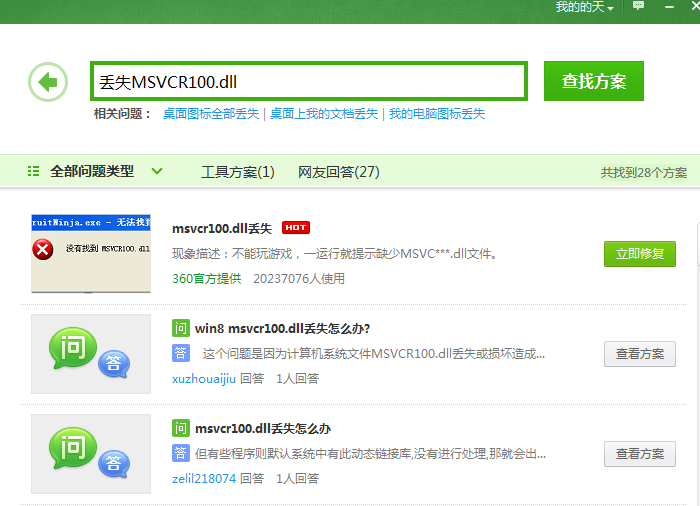 我的的天
丢失MSVCR100.dll
查找方案
相关问题： 桌面图标全部丢失 | 桌面上我的文档丢失 | 我的电脑图标丢失
全部问题类型 工具方案(1) 网友回答(27) 共找到28个方案
ruitNinja.exe - 无法找到
没有找到 MSVCR100.dll
msvcr100.dll丢失 HOT
现象描述：不能玩游戏，一运行就提示缺少MSVC***.dll文件。
立即修复
360官方提供 20237076人使用
问 答
问 win8 msvcr100.dll丢失怎么办?
答 这个问题是因为计算机系统文件MSVCR100.dll丢失或损坏造成...
查看方案
xuzhouaijiu 回答 1人回答
问 答
问 msvcr100.dll丢失怎么办
答 但有些程序则默认系统中有此动态链接库,没有进行处理,那就会出...
查看方案
zelil218074 回答 1人回答